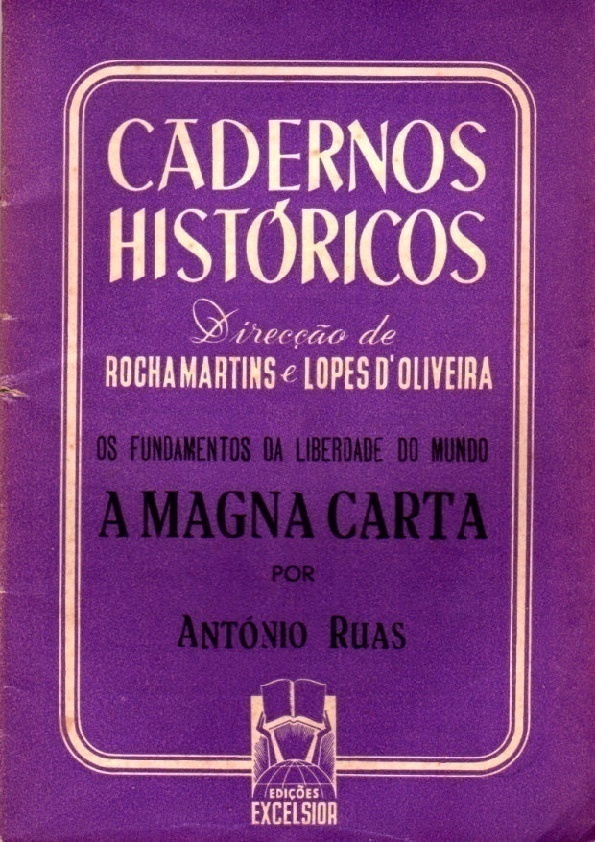 CADERNOS
HISTÓRICOS
Direcção de
ROCHA MARTINS e LOPES D'OLIVEIRA
OS FUNDAMENTOS DA LIBERDADE DO MUNDO
A MAGNA CARTA
POR
ANTÓNIO RUAS
EDIÇÕES
EXCELSIOR